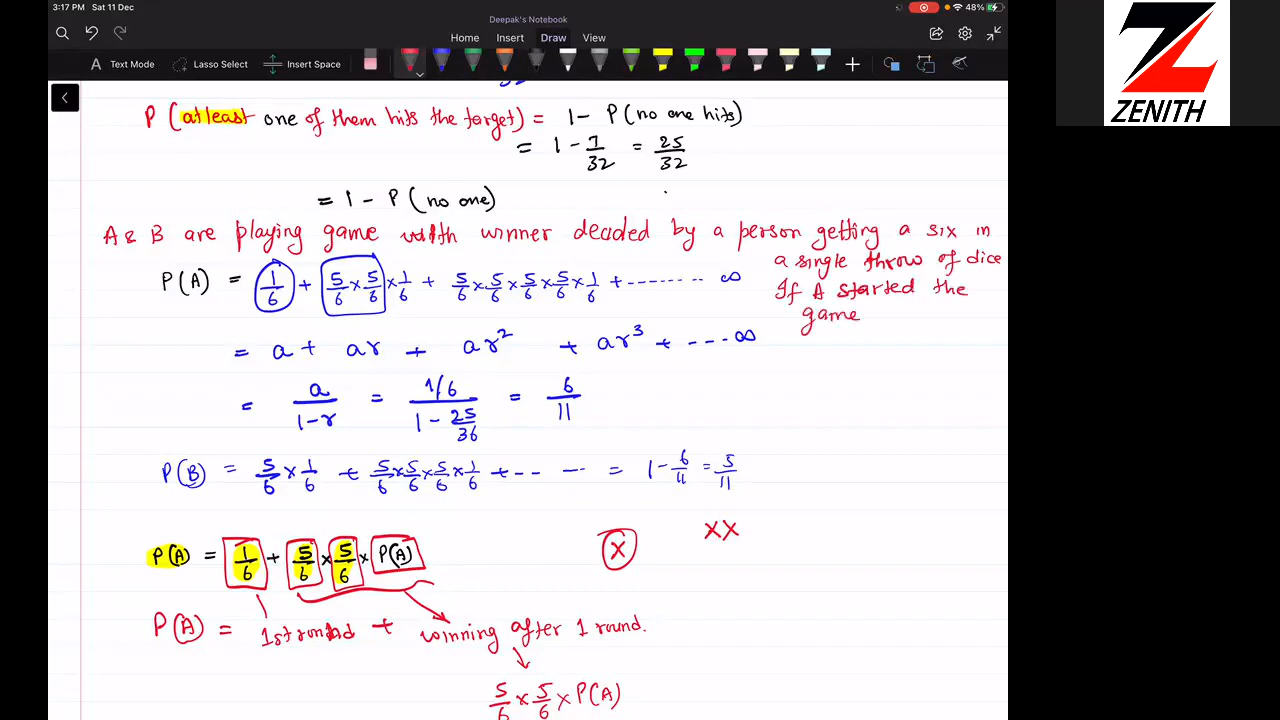 3:17 PM Sat 11 Dec
48%
Deepak's Notebook
Home Insert Draw View
Text Mode Lasso Select Insert Space
ZENITH
P (atleast one of them hits the target) = 1 - P (no one hits)
= 1 - 7/32 = 25/32
= 1 - P (no one)
A & B are playing game with winner decided by a person getting a six in
a single throw of dice
If A started the
game
P(A) = 1/6 + 5/6 × 5/6 × 1/6 + 5/6 × 5/6 × 5/6 × 5/6 × 1/6 + ........ ∞
= a + ar + ar² + ar³ + .... ∞
= a/1-r = 1/6 / 1 - 25/36 = 6/11
P(B) = 5/6 × 1/6 + 5/6 × 5/6 × 5/6 × 1/6 + -- --- = 1 - 6/11 = 5/11
X XX
P(A) = 1/6 + 5/6 × 5/6 × P(A)
P(A) = 1st round + winning after 1 round.
5/6 × 5/6 × P(A)